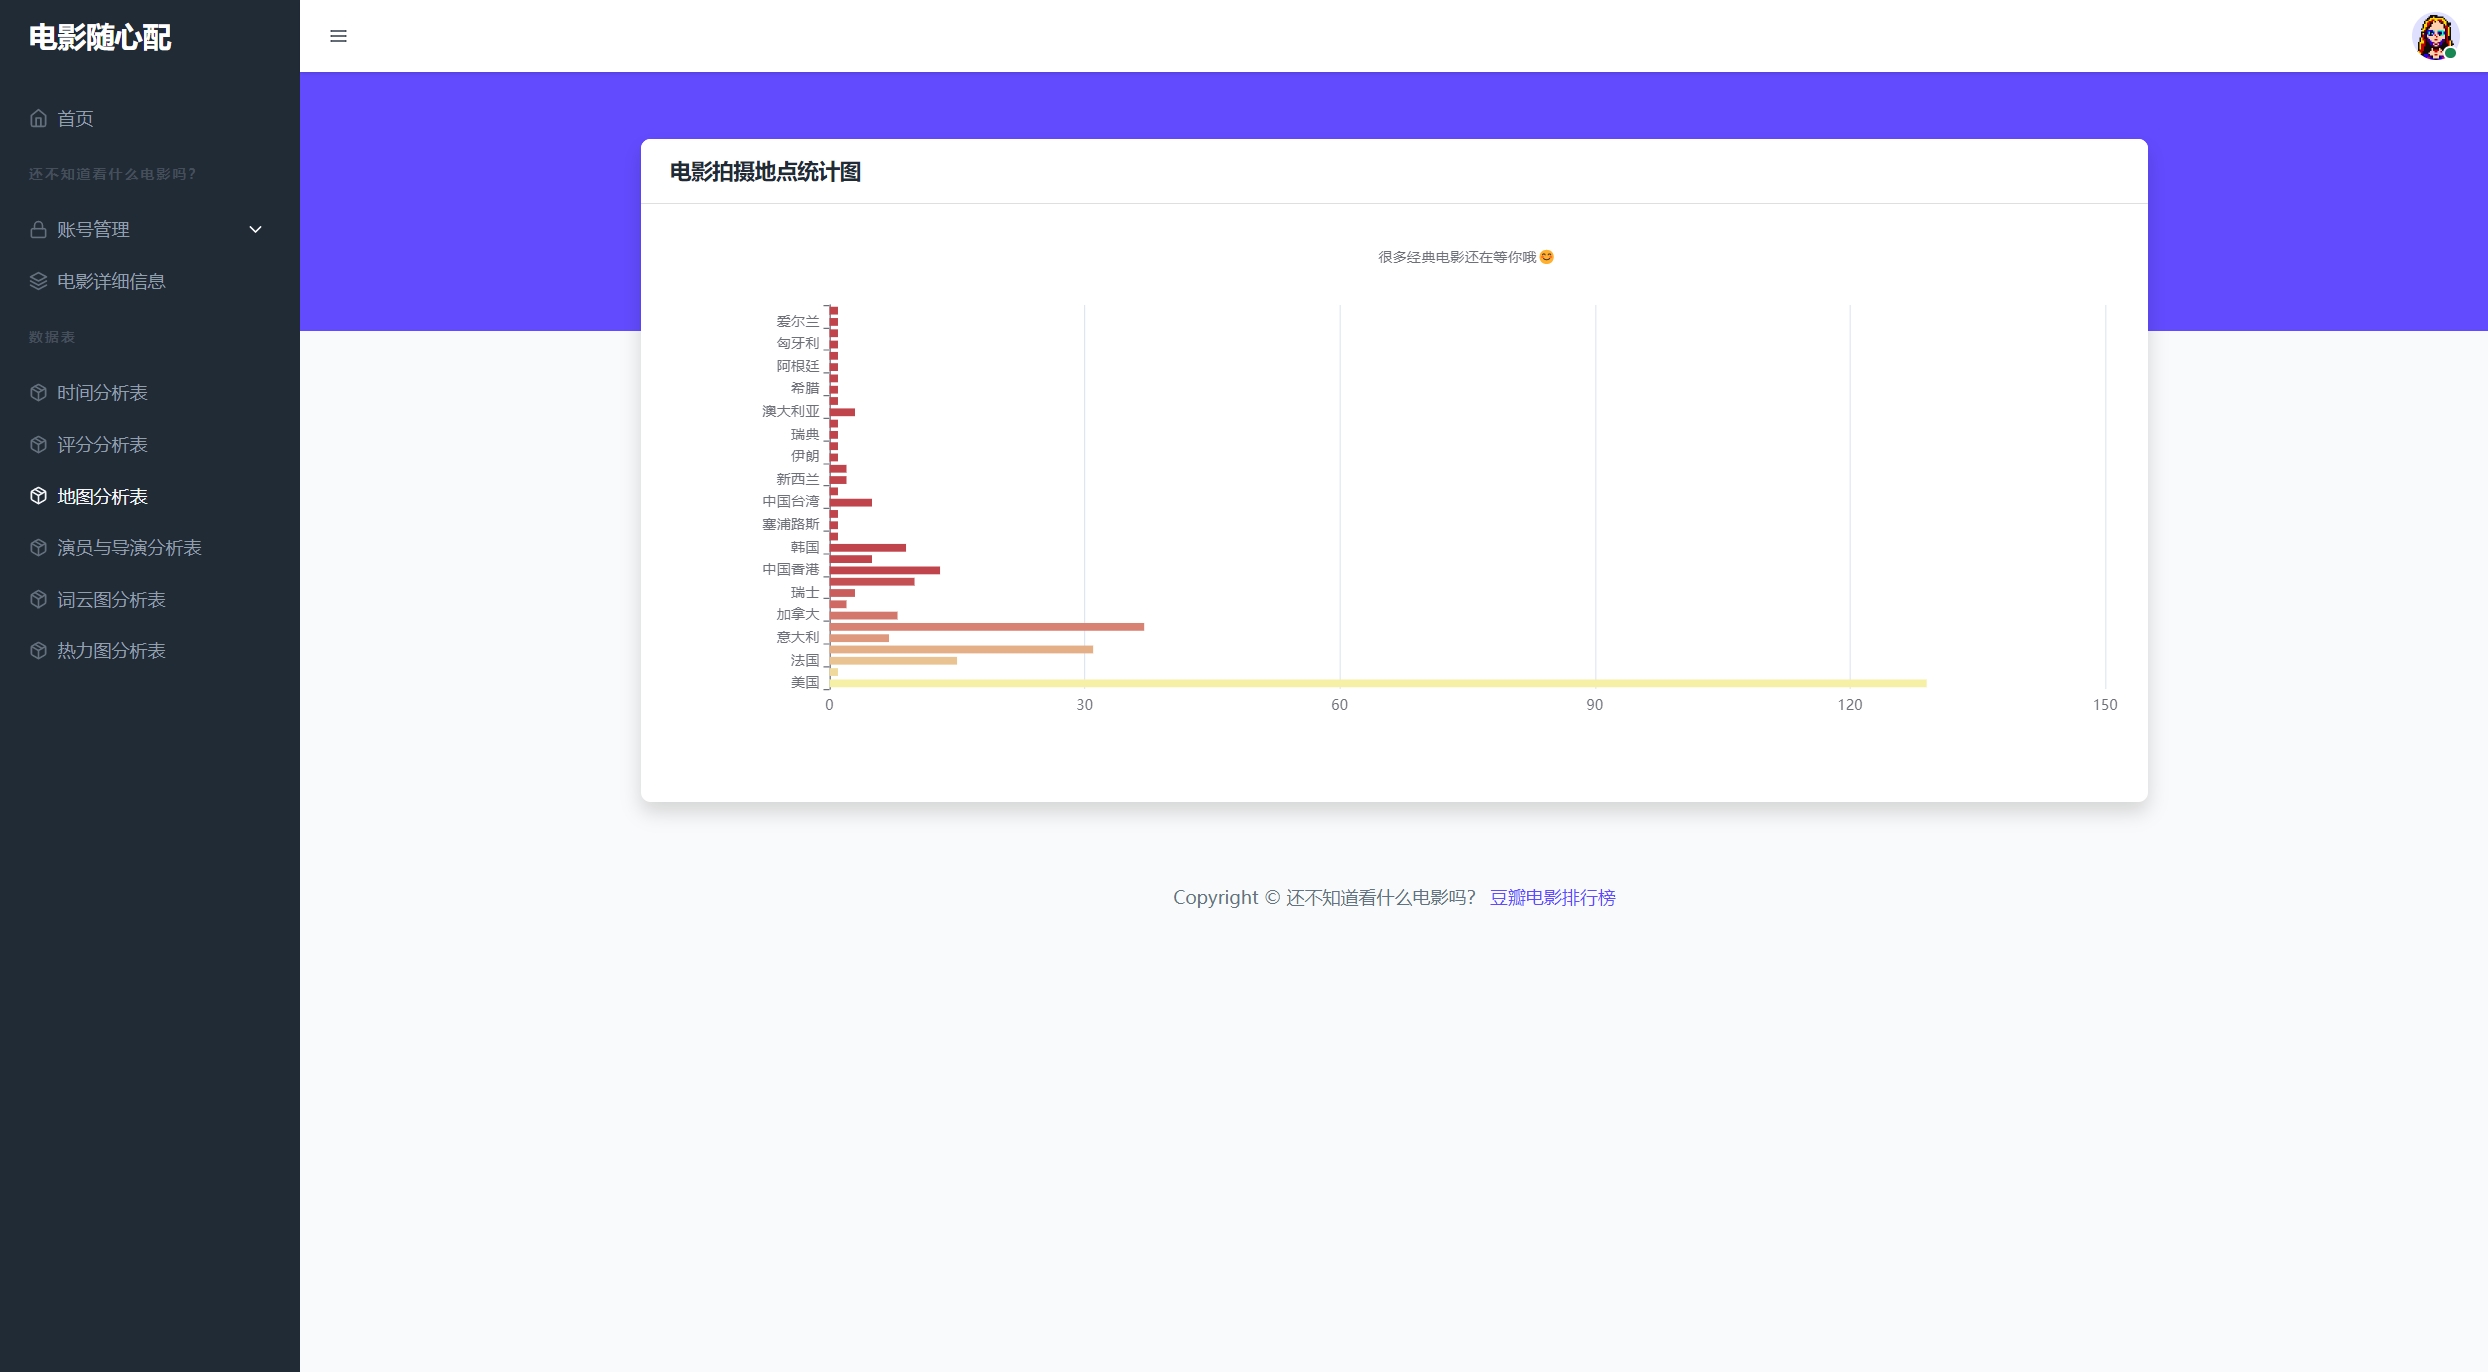 电影随心配
首页
还不知道看什么电影吗?
账号管理
电影详细信息
数据表
时间分析表
评分分析表
地图分析表
演员与导演分析表
词云图分析表
热力图分析表
电影拍摄地点统计图
很多经典电影还在等你哦😊
爱尔兰
匈牙利
阿根廷
希腊
澳大利亚
瑞典
伊朗
新西兰
中国台湾
塞浦路斯
韩国
中国香港
瑞士
加拿大
意大利
法国
美国
0 30 60 90 120 150
Copyright © 还不知道看什么电影吗? 豆瓣电影排行榜